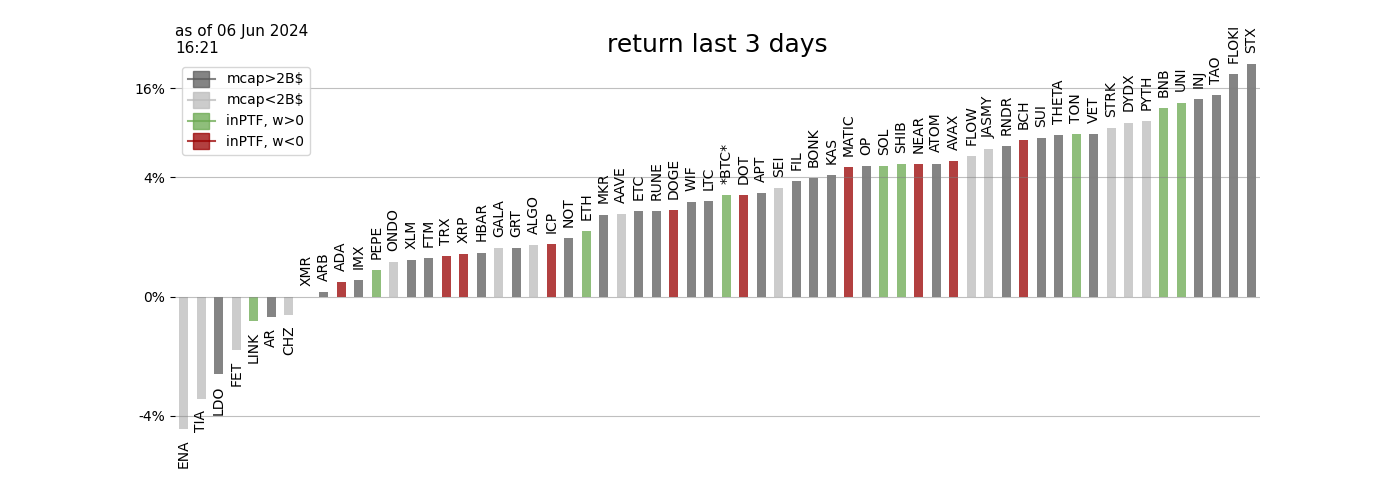 as of 06 Jun 2024
16:21
return last 3 days
mcap>2B$
mcap<2B$
inPTF, w>0
inPTF, w<0
16%
4%
0%
-4%
ENA
TIA
LDO
FET
LINK
AR
CHZ
XMR
ARB
ADA
IMX
PEPE
ONDO
XLM
FTM
TRX
XRP
HBAR
GALA
GRT
ALGO
ICP
NOT
ETH
MKR
AAVE
ETC
RUNE
DOGE
WIF
LTC
*BTC*
DOT
APT
SEI
FIL
BONK
KAS
MATIC
OP
SOL
SHIB
NEAR
ATOM
AVAX
FLOW
JASMY
RNDR
BCH
SUI
THETA
TON
VET
STRK
DYDX
PYTH
BNB
UNI
INJ
TAO
FLOKI
STX